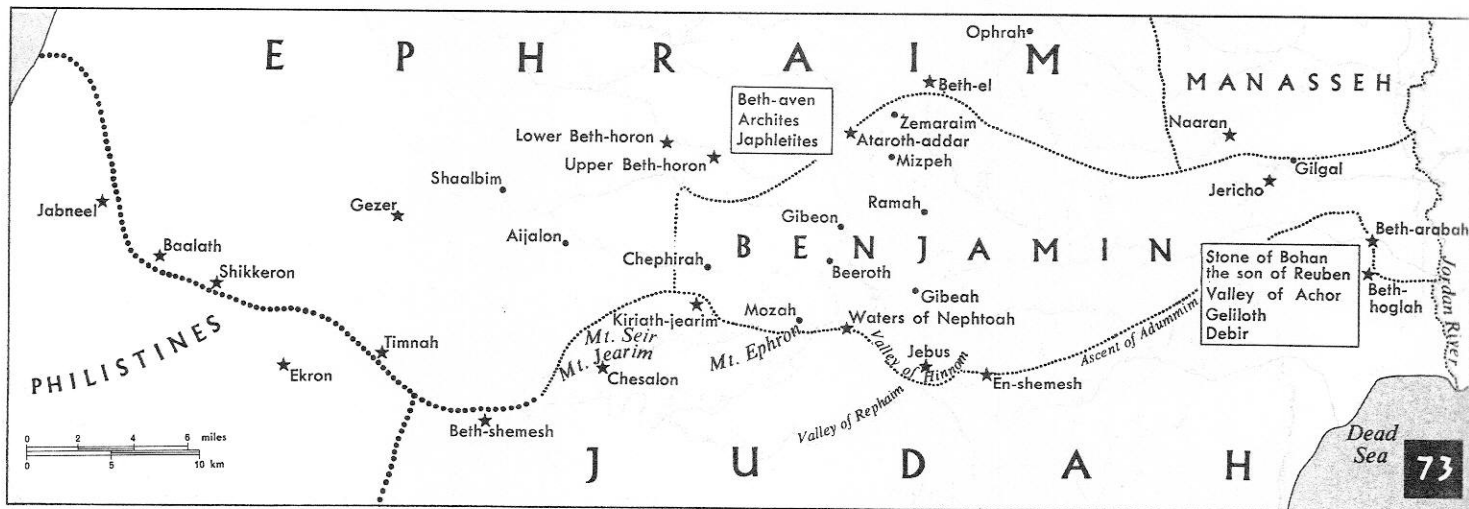 EPHRAIM
Ophrah
MANASSEH
Beth-el
Beth-aven
Architес
Japhletites
Zemaraim
Ataroth-addar
Mizpeh
Naaran
Lower Beth-horon
Upper Beth-horon
Gilgal
Jericho
Shaalbim
Jabneel
Gezer
Ramah
Gibeon
Aijalon
BENJAMIN
Beth-arabah
Baalath
Shikkeron
Chephirah
Beeroth
Stone of Bohan
the son of Reuben
Valley of Achor
Geliloth
Debir
Beth-
hoglah
Jordan River
Gibeah
Kiriath-jearim
Mozah
Waters of Nephtoah
Mt. Seir
Mt. Jearim
Mt. Ephron
Valley of Hinnom
Jebus
Ascent of Adummim
Timnah
PHILISTINES
Ekron
Chesalon
En-shemesh
Valley of Rephaim
Beth-shemesh
0 2 4 6 miles
0 5 10 km
JUDAH
Dead
Sea
73